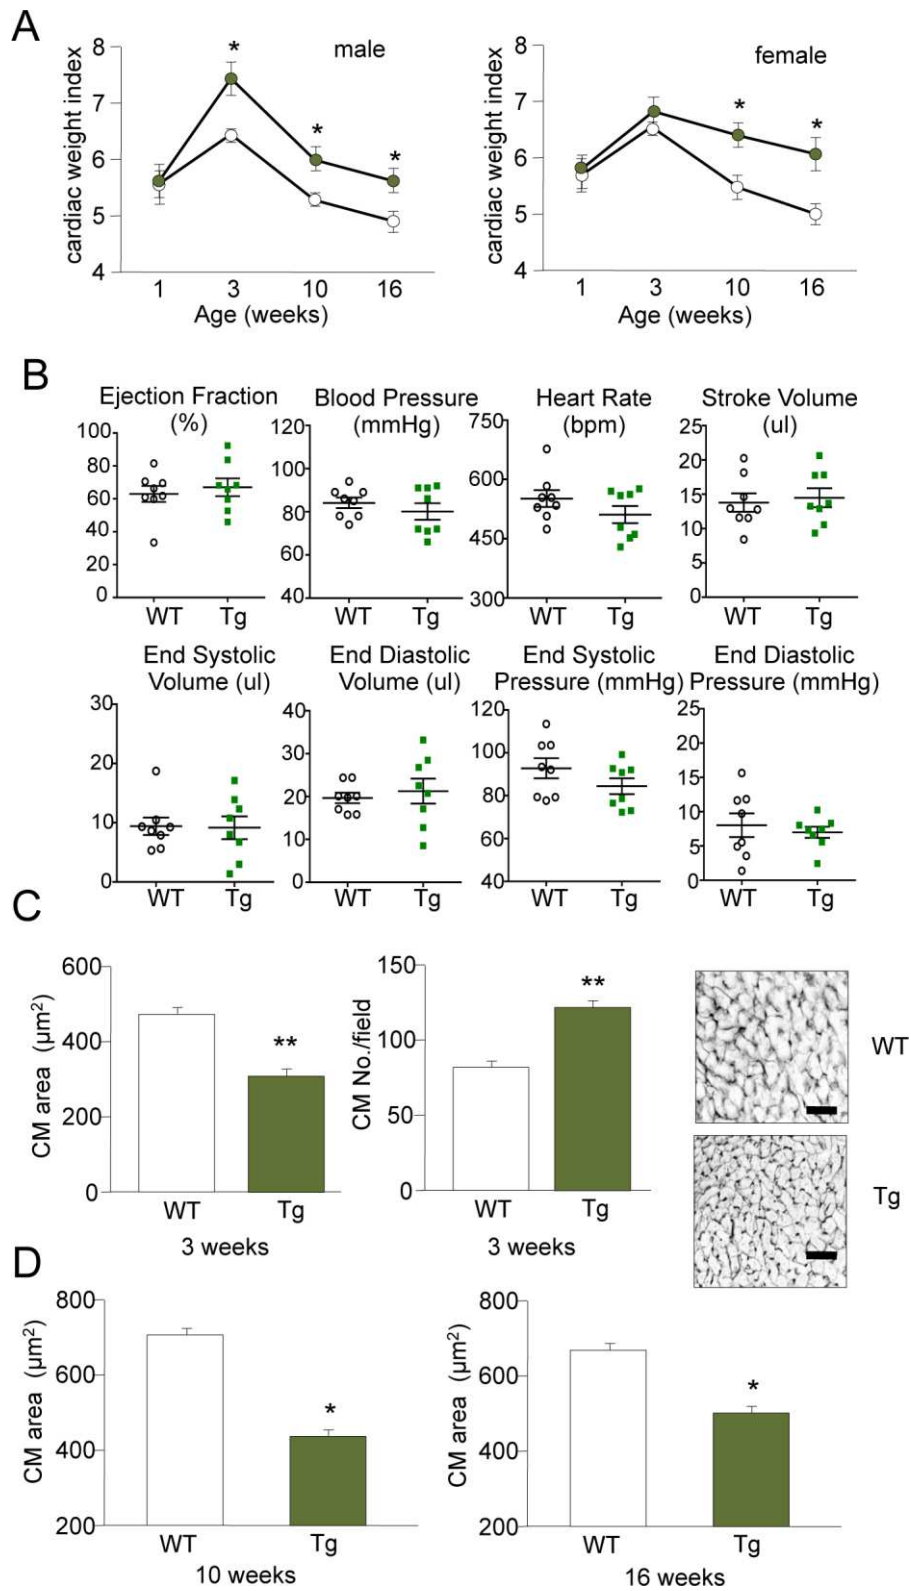 A
male
female
cardiac weight index
8
7
6
5
4
1 3 10 16
Age (weeks)
*
*
*
cardiac weight index
8
7
6
5
4
1 3 10 16
Age (weeks)
*
*
B
Ejection Fraction
(%)
100
80
60
40
20
0
WT Tg
Blood Pressure
(mmHg)
120
100
80
60
40
WT Tg
Heart Rate
(bpm)
750
600
450
300
WT Tg
Stroke Volume
(ul)
25
20
15
10
5
0
WT Tg
End Systolic
Volume (ul)
30
20
10
0
WT Tg
End Diastolic
Volume (ul)
40
30
20
10
0
WT Tg
End Systolic
Pressure (mmHg)
120
100
80
60
40
WT Tg
End Diastolic
Pressure (mmHg)
25
20
15
10
5
0
WT Tg
C
CM area (µm²)
600
400
200
0
**
WT Tg
3 weeks
CM No./field
150
100
50
0
**
WT Tg
3 weeks
WT
Tg
D
CM area (µm²)
800
600
400
200
*
WT Tg
10 weeks
CM area (µm²)
800
600
400
200
*
WT Tg
16 weeks